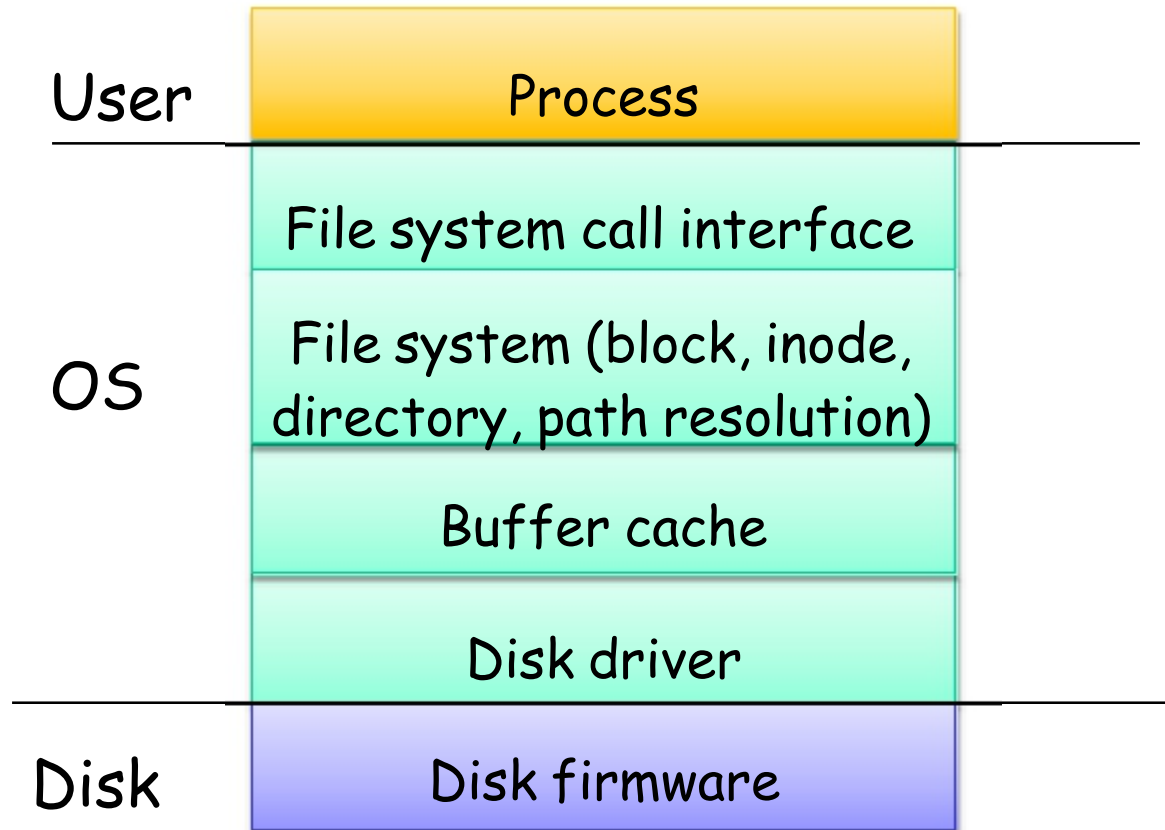 User
Process
File system call interface
OS
File system (block, inode,
directory, path resolution)
Buffer cache
Disk driver
Disk
Disk firmware